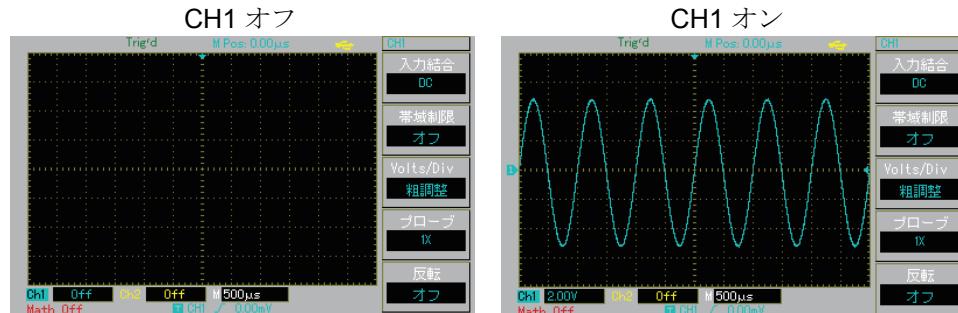 CH1 オフ
Trig'd M Pos: 0.00μs CH1
入力結合
DC
帯域制限
オフ
Volts/Div
粗調整
プローブ
1X
反転
オフ
Ch1 Off Ch2 Off M 500μs
Math Off T CH1 0.00mV
CH1 オン
Trig'd M Pos: 0.00μs CH1
入力結合
DC
帯域制限
オフ
1
Volts/Div
粗調整
プローブ
1X
反転
オフ
Ch1 2.00V Ch2 Off M 500μs
Math Off T CH1 0.00mV